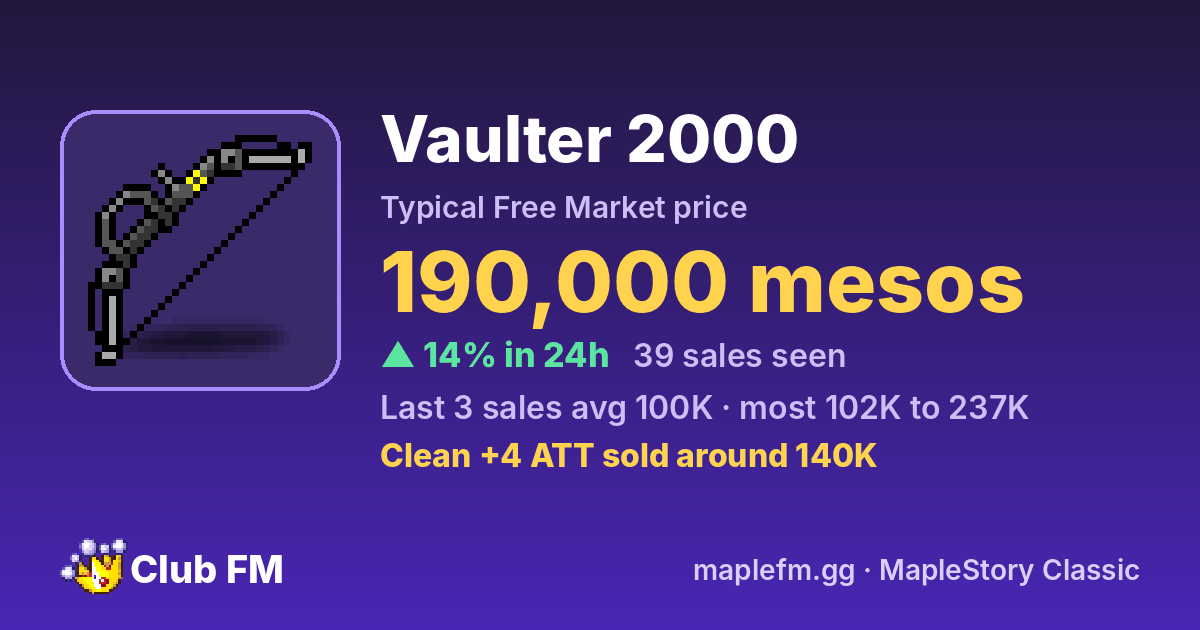 Vaulter 2000
Typical Free Market price
190,000 mesos
▲ 14% in 24h 39 sales seen
Last 3 sales avg 100K · most 102K to 237K
Clean +4 ATT sold around 140K
Club FM
maplefm.gg · MapleStory Classic